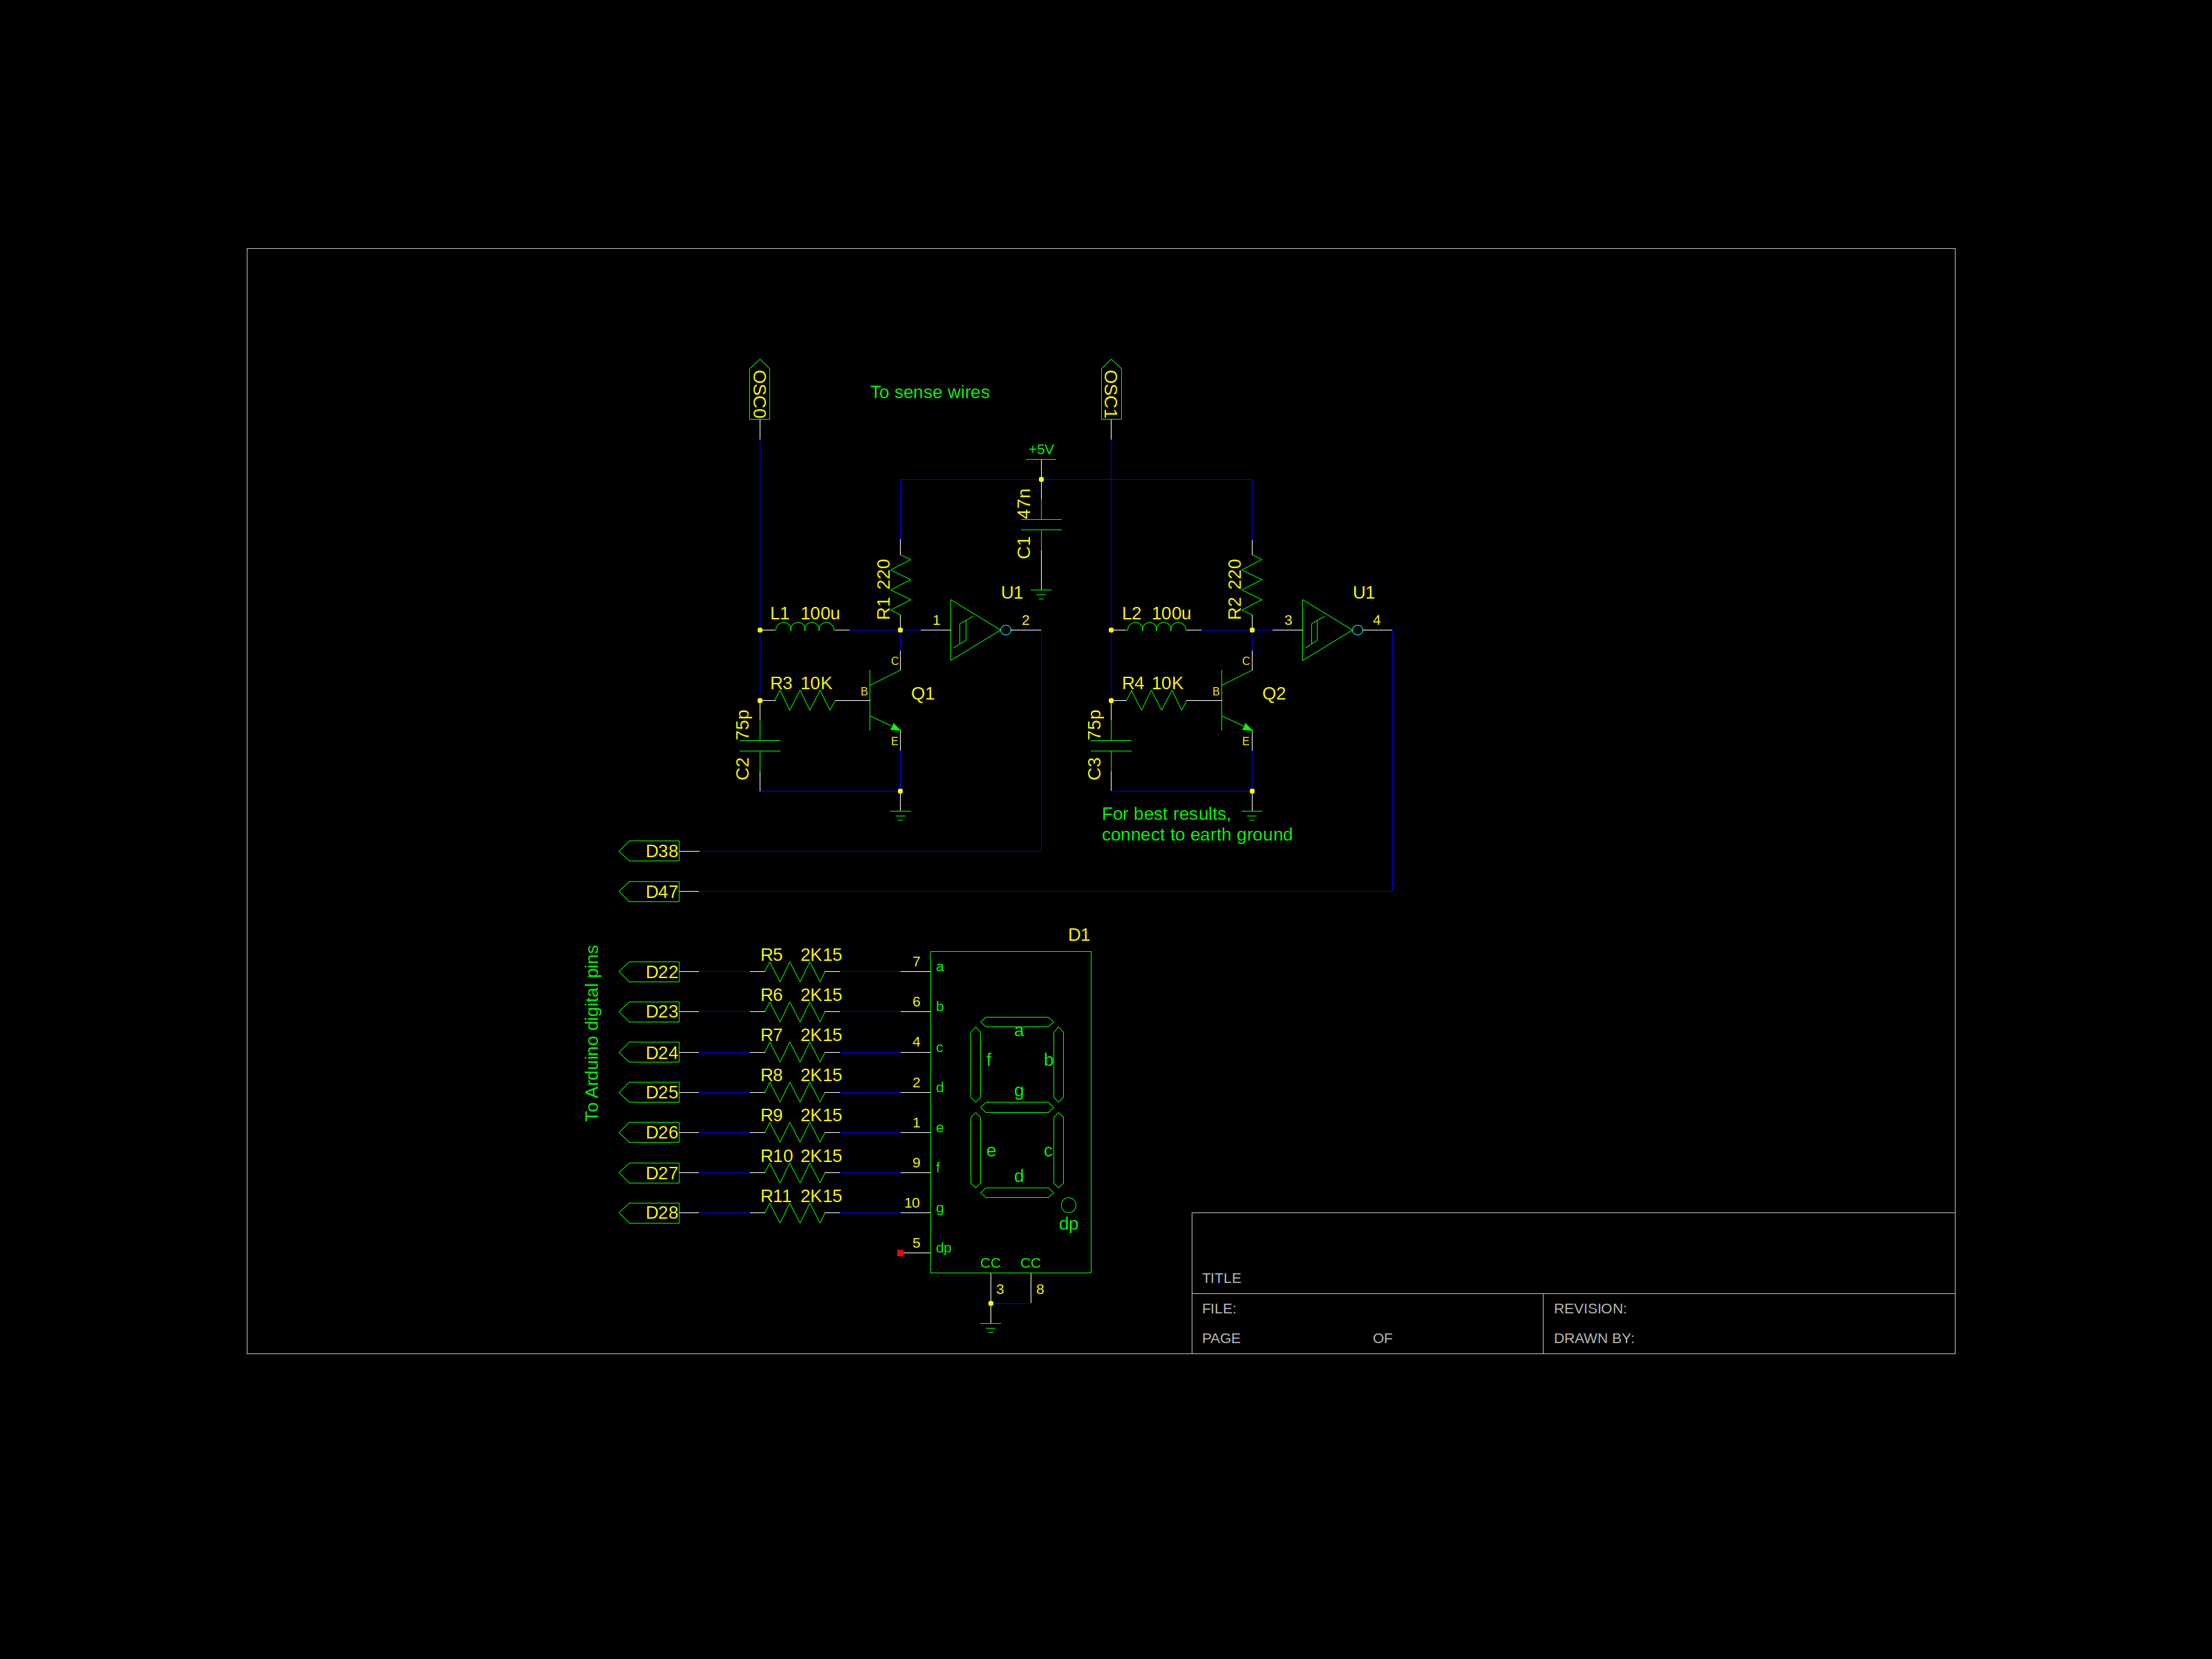 OSC0
To sense wires
OSC1
+5V
C1 47n
R1 220
U1
R2 220
U1
L1 100u
1
2
L2 100u
3
4
C
C
R3 10K
B
Q1
R4 10K
B
Q2
C2 75p
E
C3 75p
E
For best results,
connect to earth ground
D38
D47
D1
To Arduino digital pins
D22
R5 2K15
7
a
D23
R6 2K15
6
b
D24
R7 2K15
4
c
D25
R8 2K15
2
d
D26
R9 2K15
1
e
D27
R10 2K15
9
f
D28
R11 2K15
10
g
5
dp
a
f
b
g
e
c
d
dp
CC CC
3
8
TITLE
FILE:
REVISION:
PAGE OF
DRAWN BY: